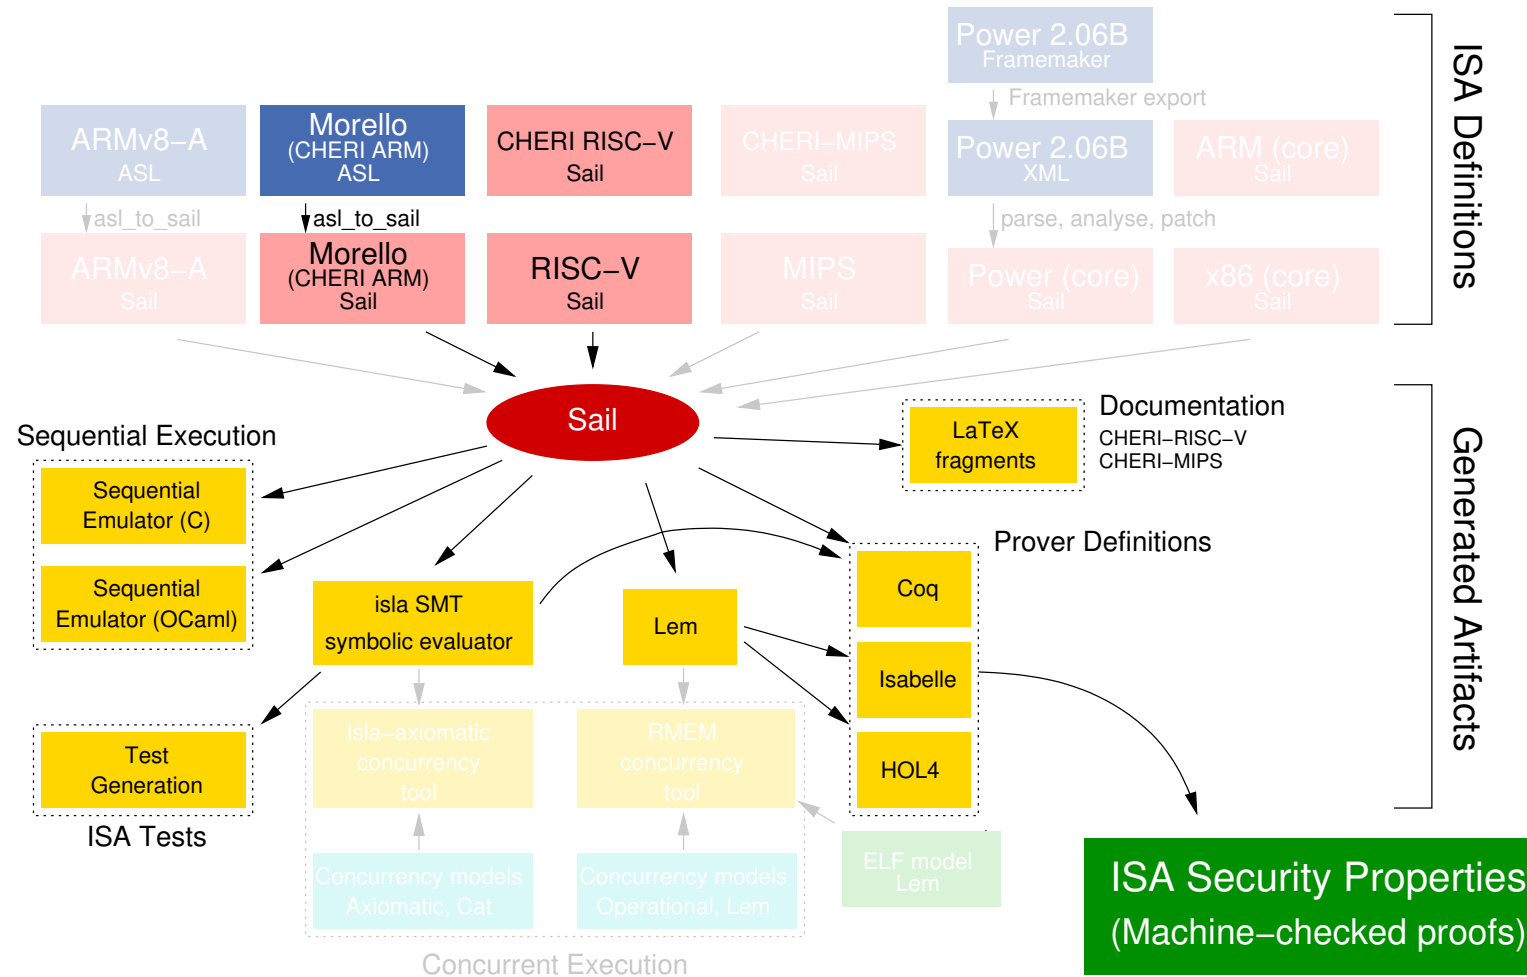 Power 2.06B
Framemaker
Framemaker export
ISA Definitions
ARMv8−A
ASL
Morello
(CHERI ARM)
ASL
CHERI RISC−V
Sail
CHERI−MIPS
Sail
Power 2.06B
XML
ARM (core)
Sail
asl_to_sail
asl_to_sail
parse, analyse, patch
ARMv8−A
Sail
Morello
(CHERI ARM)
Sail
RISC−V
Sail
MIPS
Sail
Power (core)
Sail
x86 (core)
Sail
Sail
Sequential Execution
Sequential
Emulator (C)
Sequential
Emulator (OCaml)
LaTeX
fragments
Documentation
CHERI−RISC−V
CHERI−MIPS
Generated Artifacts
Prover Definitions
isla SMT
symbolic evaluator
Lem
Coq
Isabelle
HOL4
Test
Generation
ISA Tests
isla−axiomatic
concurrency
tool
RMEM
concurrency
tool
Concurrency models
Axiomatic, Cat
Concurrency models
Operational, Lem
ELF model
Lem
Concurrent Execution
ISA Security Properties
(Machine−checked proofs)